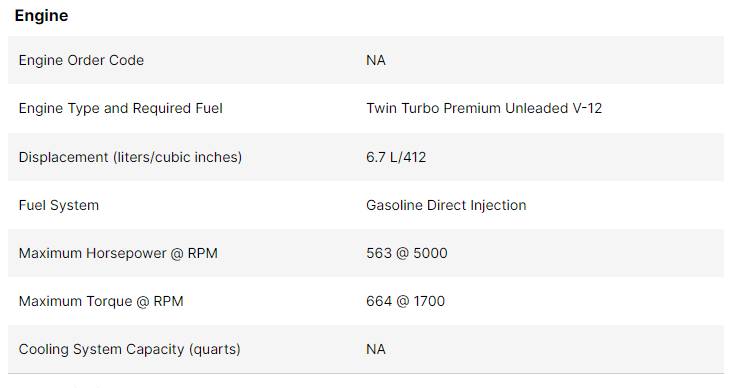 Engine
Engine Order Code NA
Engine Type and Required Fuel Twin Turbo Premium Unleaded V-12
Displacement (liters/cubic inches) 6.7 L/412
Fuel System Gasoline Direct Injection
Maximum Horsepower @ RPM 563 @ 5000
Maximum Torque @ RPM 664 @ 1700
Cooling System Capacity (quarts) NA